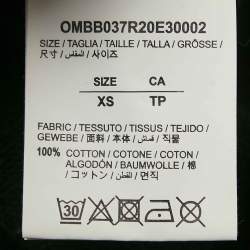 OMBB037R20E30002
SIZE / TAGLIA / TAILLE / TALLA / GRÖSSE /
尺寸 / المقاس / 사이즈
SIZE CA
XS TP
FABRIC / TESSUTO / TISSUS / TEJIDO /
GEWEBE / 面料 / 本体 / قماش / 직물
100% COTTON / COTONE / COTON /
ALGODÓN / BAUMWOLLE / 棉
/ コットン / قطن / 면직
30